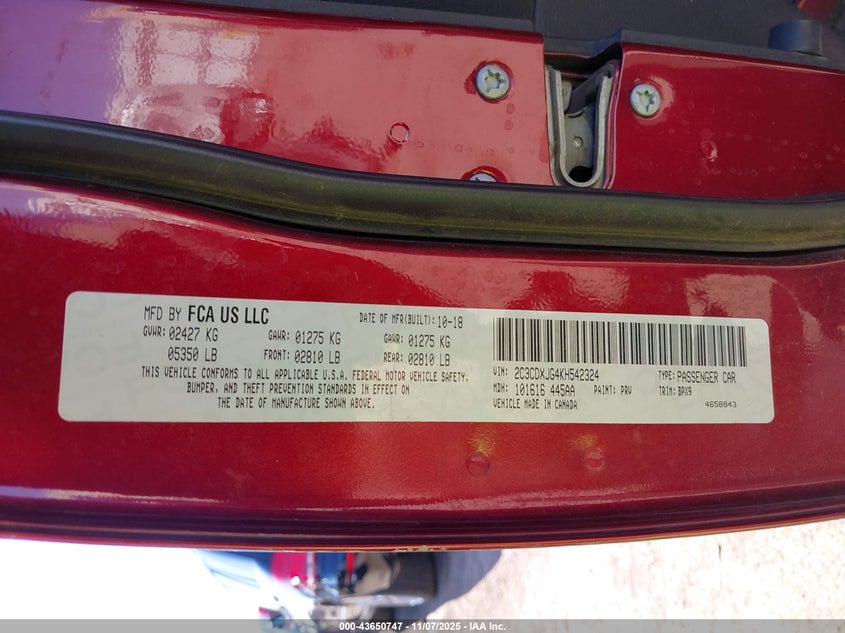 MFD BY FCA US LLC
DATE OF MFR(BUILT): 10-18
GVWR: 02427 KG
GAWR: 01275 KG
GAWR: 01275 KG
05350 LB
FRONT: 02810 LB
REAR: 02810 LB
THIS VEHICLE CONFORMS TO ALL APPLICABLE U.S.A. FEDERAL MOTOR VEHICLE SAFETY,
BUMPER, AND THEFT PREVENTION STANDARDS IN EFFECT ON
THE DATE OF MANUFACTURE SHOWN ABOVE.
VIN: 2C3CDXJG4KH542324
TYPE: PASSENGER CAR
MDH: 101616 445AA
PAINT: PRV
TRIM: BPX9
VEHICLE MADE IN CANADA
4658843
000-43650747 - 11/07/2025 - IAA Inc.